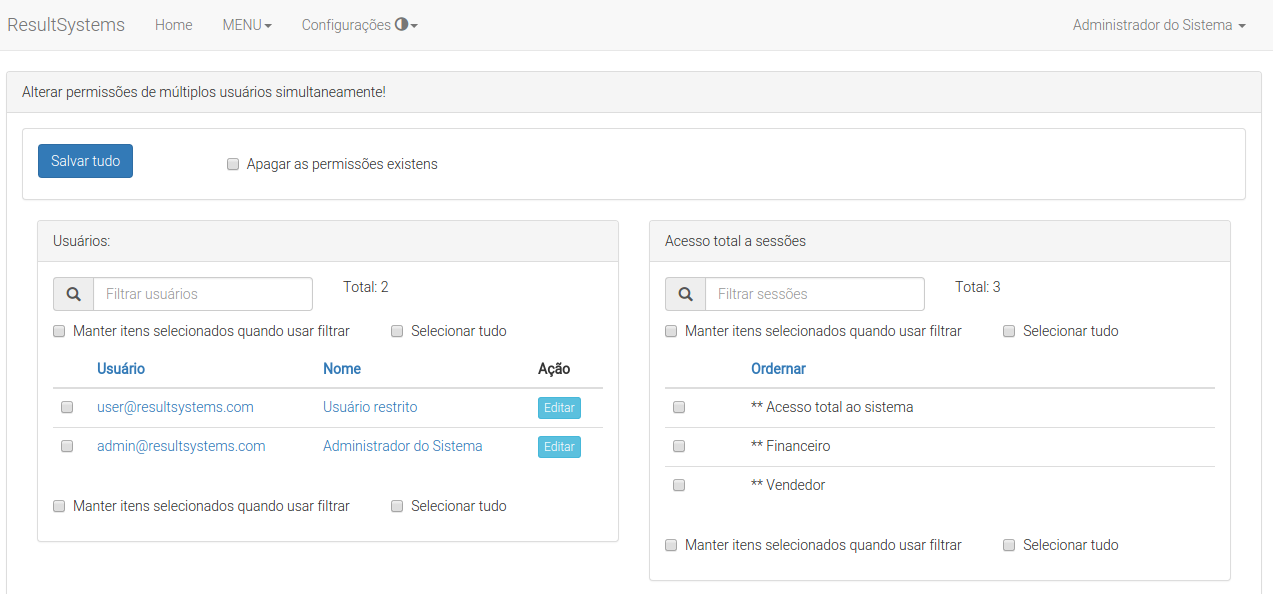 ResultSystems Home MENU Configurações Administrador do Sistema
Alterar permissões de múltiplos usuários simultaneamente!
Salvar tudo Apagar as permissões existens
Usuários:
Filtrar usuários Total: 2
Manter itens selecionados quando usar filtrar Selecionar tudo
Usuário Nome Ação
user@resultsystems.com Usuário restrito Editar
admin@resultsystems.com Administrador do Sistema Editar
Manter itens selecionados quando usar filtrar Selecionar tudo
Acesso total a sessões
Filtrar sessões Total: 3
Manter itens selecionados quando usar filtrar Selecionar tudo
Ordernar
** Acesso total ao sistema
** Financeiro
** Vendedor
Manter itens selecionados quando usar filtrar Selecionar tudo